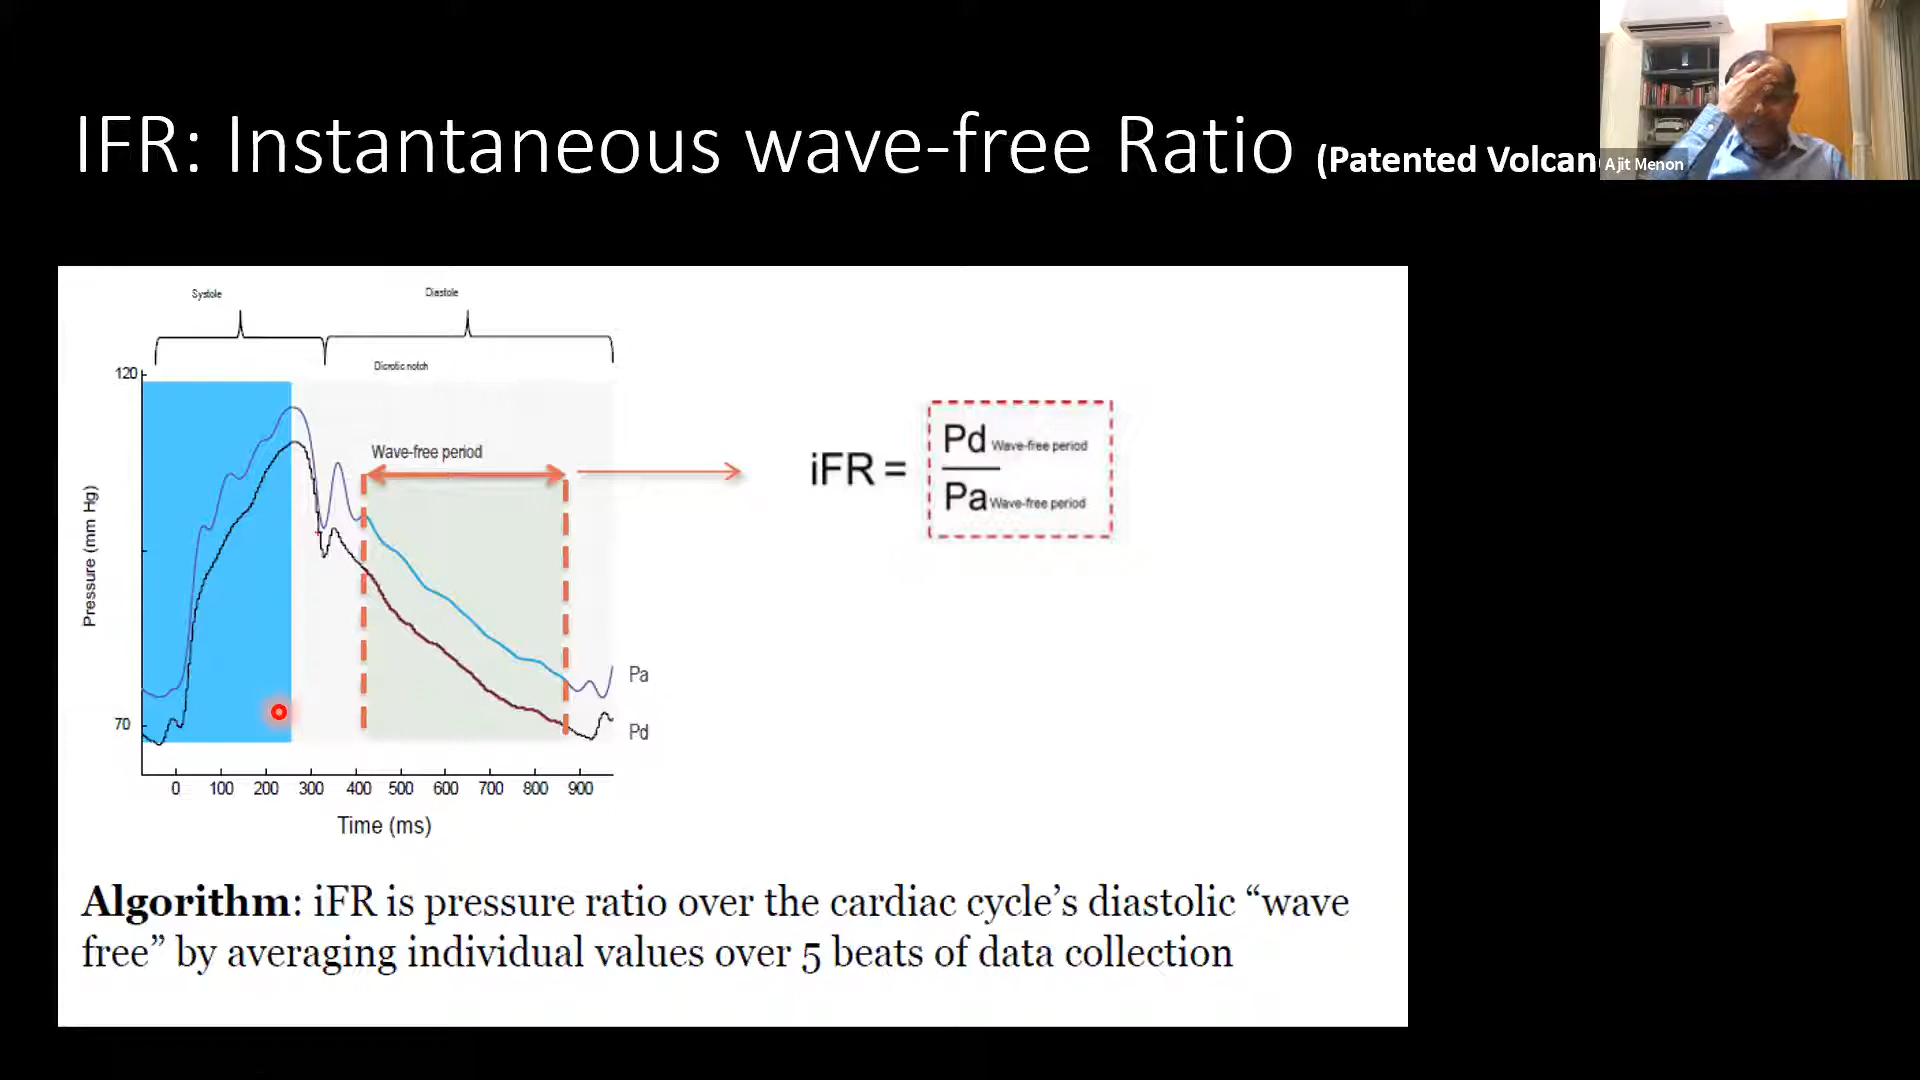 IFR: Instantaneous wave-free Ratio (Patented Volcan
Ajit Menon
Systole
Diastole
Dicrotic notch
120
Wave-free period
Pressure (mm Hg)
70
Pa
Pd
0 100 200 300 400 500 600 700 800 900
Time (ms)
iFR =
Pd Wave-free period
Pa Wave-free period
Algorithm: iFR is pressure ratio over the cardiac cycle’s diastolic “wave
free” by averaging individual values over 5 beats of data collection